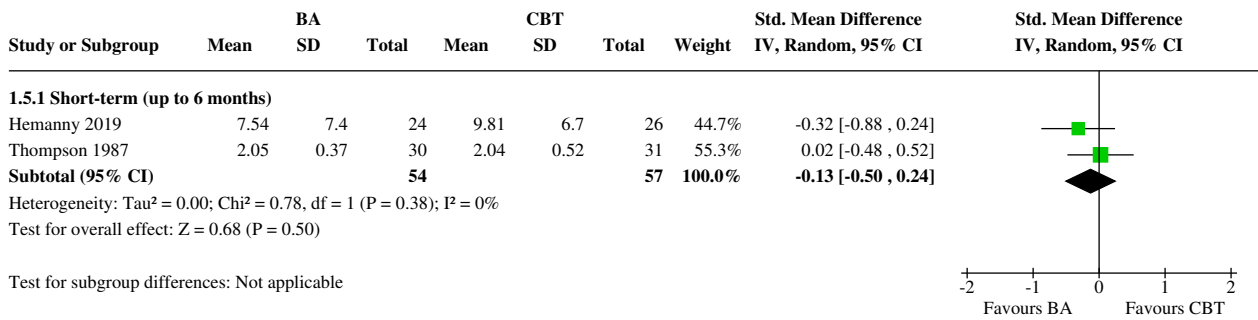 BA CBT Std. Mean Difference Std. Mean Difference
Study or Subgroup Mean SD Total Mean SD Total Weight IV, Random, 95% CI IV, Random, 95% CI
1.5.1 Short-term (up to 6 months)
Hemanny 2019 7.54 7.4 24 9.81 6.7 26 44.7% -0.32 [-0.88 , 0.24]
Thompson 1987 2.05 0.37 30 2.04 0.52 31 55.3% 0.02 [-0.48 , 0.52]
Subtotal (95% CI) 54 57 100.0% -0.13 [-0.50 , 0.24]
Heterogeneity: Tau² = 0.00; Chi² = 0.78, df = 1 (P = 0.38); I² = 0%
Test for overall effect: Z = 0.68 (P = 0.50)
Test for subgroup differences: Not applicable
-2 -1 0 1 2
Favours BA Favours CBT